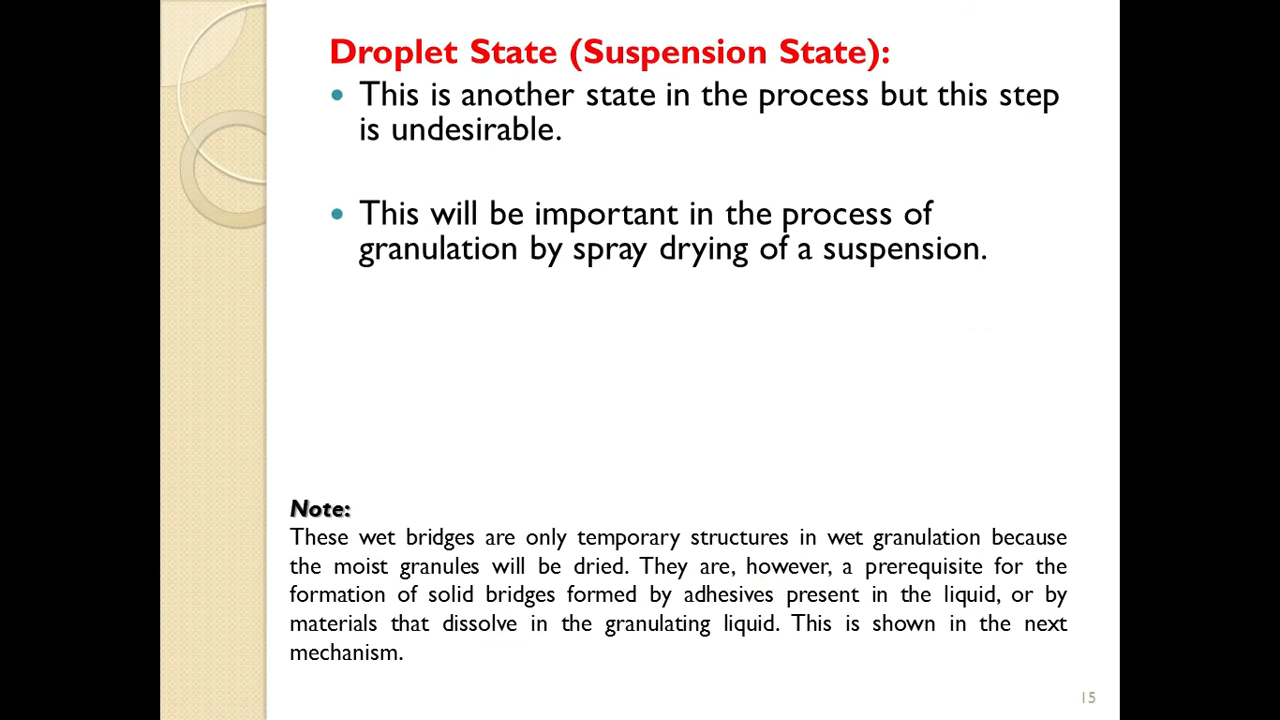 Droplet State (Suspension State):
• This is another state in the process but this step
is undesirable.
• This will be important in the process of
granulation by spray drying of a suspension.
Note:
These wet bridges are only temporary structures in wet granulation because
the moist granules will be dried. They are, however, a prerequisite for the
formation of solid bridges formed by adhesives present in the liquid, or by
materials that dissolve in the granulating liquid. This is shown in the next
mechanism.
15